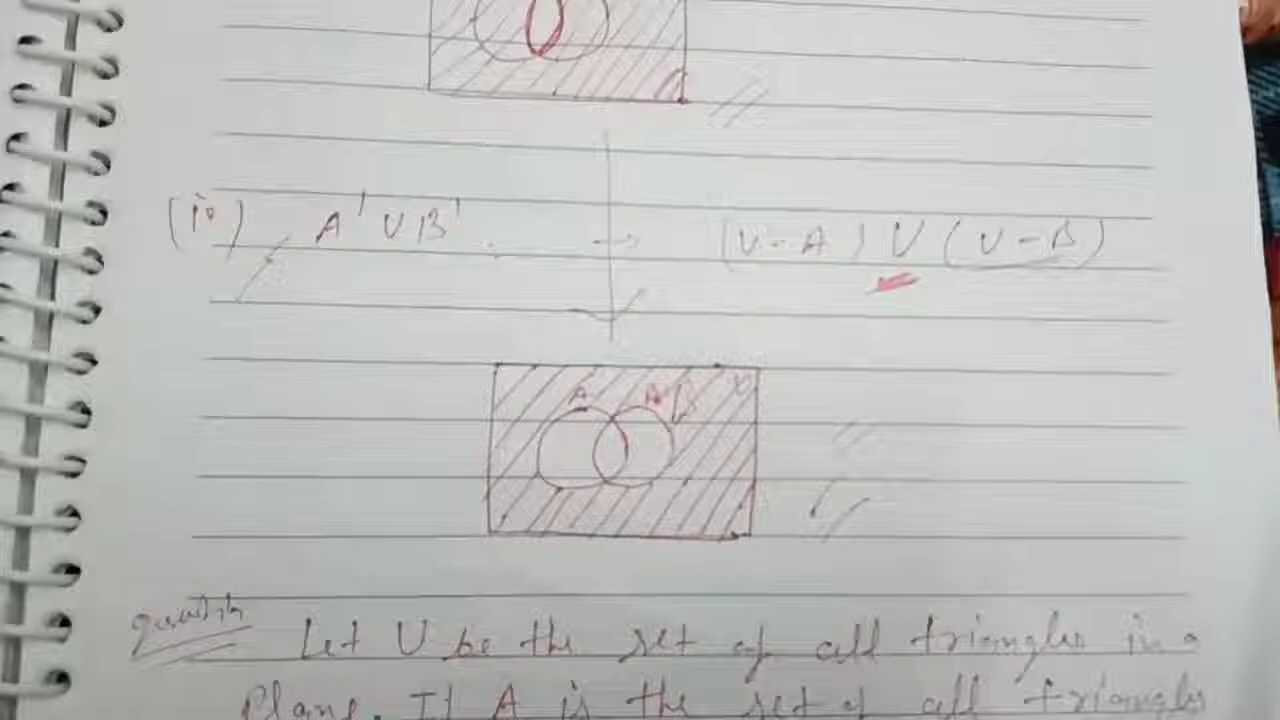 (iv) A' ∪ B' → (U - A) ∪ (U - B)
A B U
Question Let U be the set of all triangles in a
Plane. If A is the set of all triangles